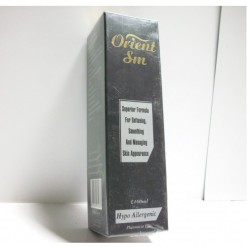 Orient
Sm
Superior Formula
For Softening,
Smoothing
And Managing
Skin Appearance
Hypo Allergenic